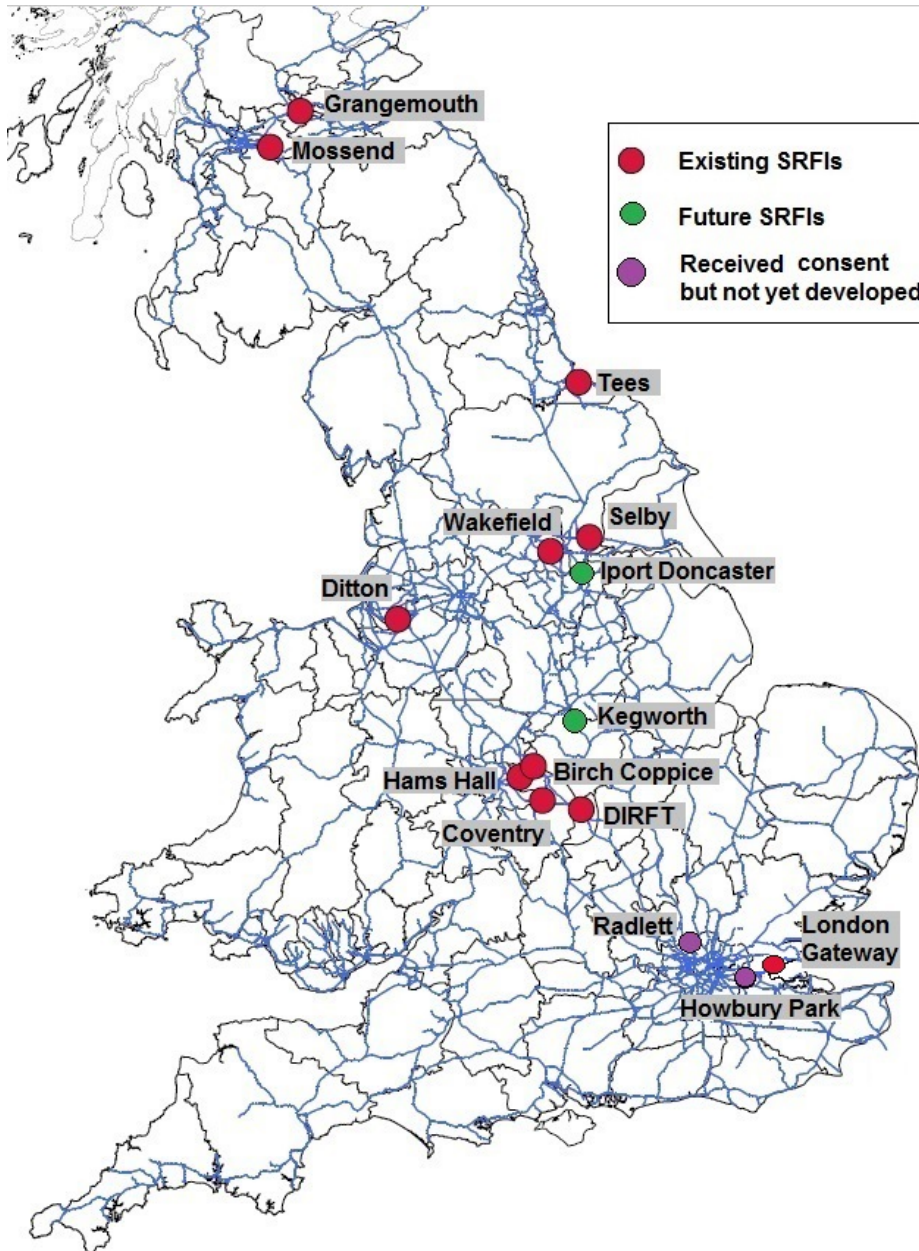 Grangemouth
Mossend
Existing SRFIs
Future SRFIs
Received consent
but not yet developed
Tees
Wakefield
Selby
Iport Doncaster
Ditton
Kegworth
Hams Hall
Birch Coppice
Coventry
DIRFT
Radlett
London
Gateway
Howbury Park